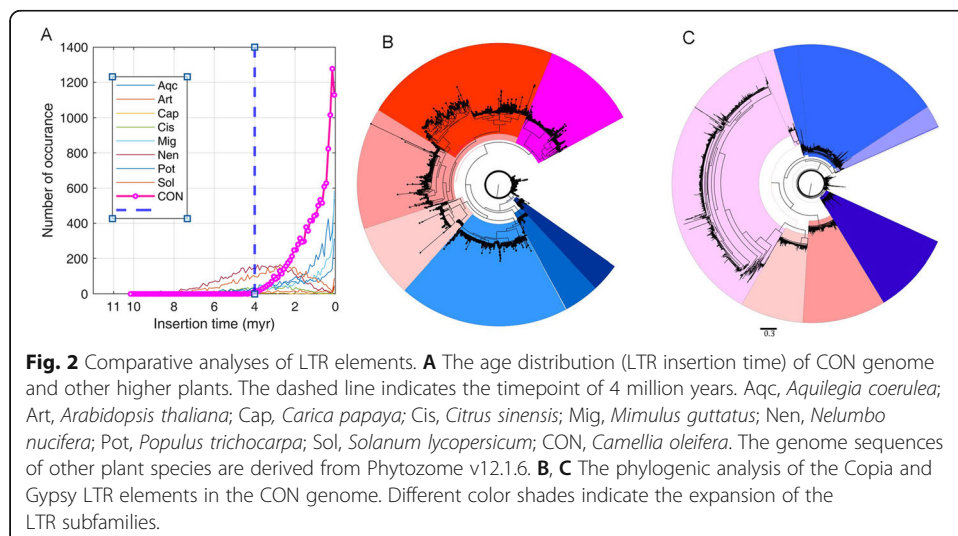 A
B
C
1400
1200
1000
800
600
400
200
0
Number of occurance
Aqc
Art
Cap
Cis
Mig
Nen
Pot
Sol
CON
11 10 8 6 4 2 0
Insertion time (myr)
0.3
Fig. 2 Comparative analyses of LTR elements. A The age distribution (LTR insertion time) of CON genome
and other higher plants. The dashed line indicates the timepoint of 4 million years. Aqc, Aquilegia coerulea;
Art, Arabidopsis thaliana; Cap, Carica papaya; Cis, Citrus sinensis; Mig, Mimulus guttatus; Nen, Nelumbo
nucifera; Pot, Populus trichocarpa; Sol, Solanum lycopersicum; CON, Camellia oleifera. The genome sequences
of other plant species are derived from Phytozome v12.1.6. B, C The phylogenic analysis of the Copia and
Gypsy LTR elements in the CON genome. Different color shades indicate the expansion of the
LTR subfamilies.